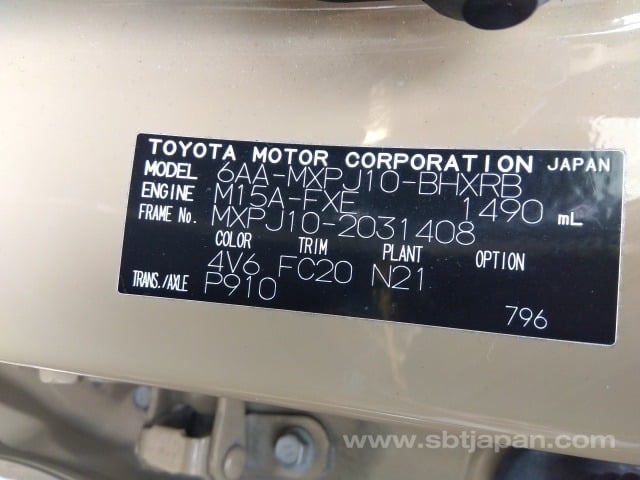 TOYOTA MOTOR CORPORATION JAPAN
MODEL 6AA-MXPJ10-BHXRB
ENGINE M15A-FXE 1490 mL
FRAME No. MXPJ10-2031408
COLOR TRIM PLANT OPTION
4V6 FC20 N21
TRANS./AXLE P910
796
www.sbtjapan.com